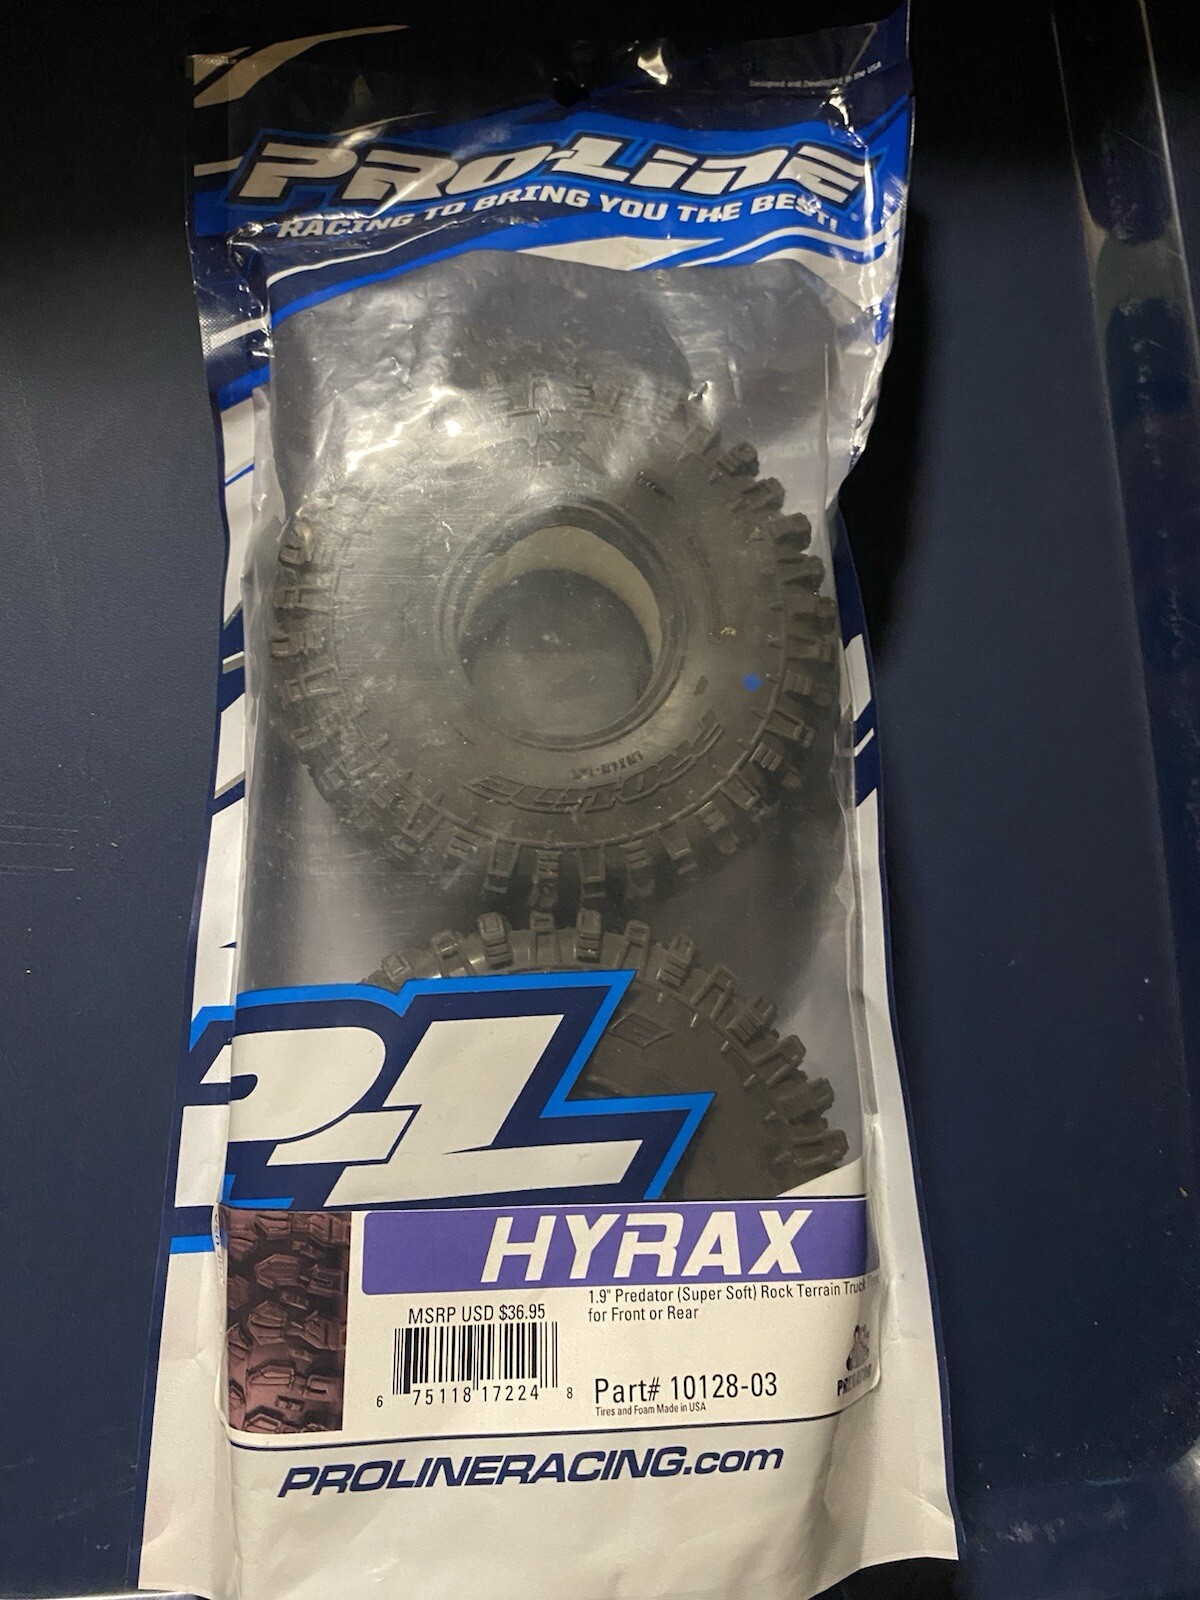 Designed and Developed in the USA
PRO-LINE
RACING TO BRING YOU THE BEST!
PRO-LINE
PL
HYRAX
1.9" Predator (Super Soft) Rock Terrain Truck
for Front or Rear
MSRP USD $36.95
6 75118 17224 8
Part# 10128-03
Tires and Foam Made in USA
PROLINERACING.com